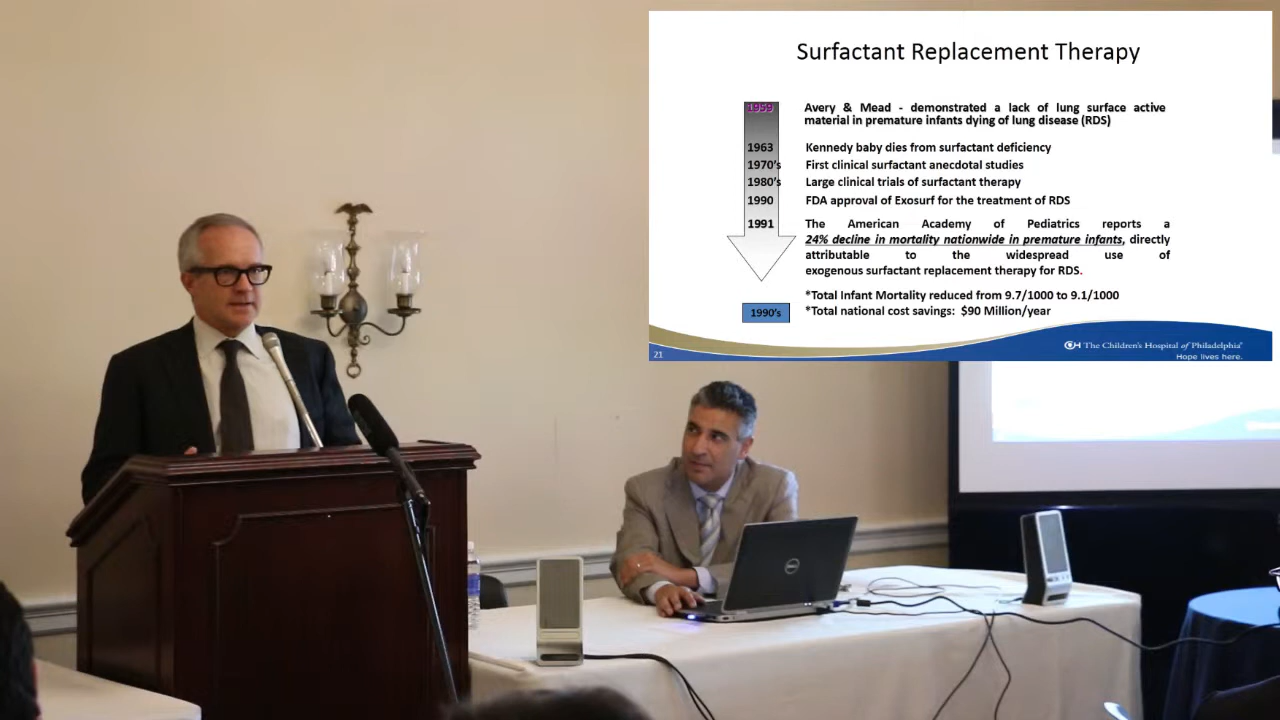 Surfactant Replacement Therapy
1959 Avery & Mead - demonstrated a lack of lung surface active
material in premature infants dying of lung disease (RDS)
1963 Kennedy baby dies from surfactant deficiency
1970's First clinical surfactant anecdotal studies
1980's Large clinical trials of surfactant therapy
1990 FDA approval of Exosurf for the treatment of RDS
1991 The American Academy of Pediatrics reports a
24% decline in mortality nationwide in premature infants, directly
attributable to the widespread use of
exogenous surfactant replacement therapy for RDS.
*Total Infant Mortality reduced from 9.7/1000 to 9.1/1000
1990's *Total national cost savings: $90 Million/year
21
CH The Children's Hospital of Philadelphia®
Hope lives here.
DELL